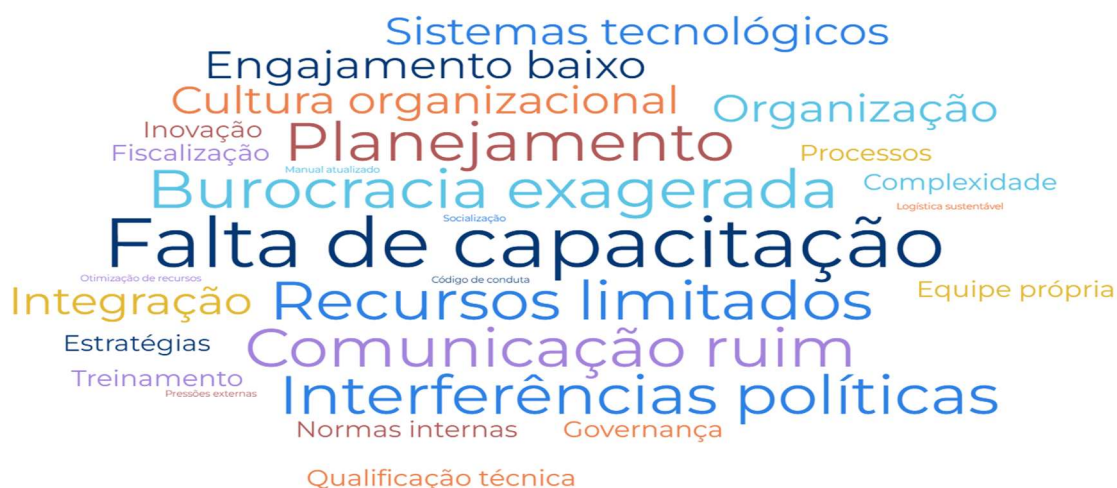 Sistemas tecnológicos
Engajamento baixo
Cultura organizacional
Organização
Inovação
Planejamento
Fiscalização
Processos
Manual atualizado
Burocracia exagerada
Complexidade
Logística sustentável
Socialização
Falta de capacitação
Otimização de recursos
Código de conduta
Integração
Recursos limitados
Equipe própria
Estratégias
Comunicação ruim
Treinamento
Pressões externas
Interferências políticas
Normas internas
Governança
Qualificação técnica